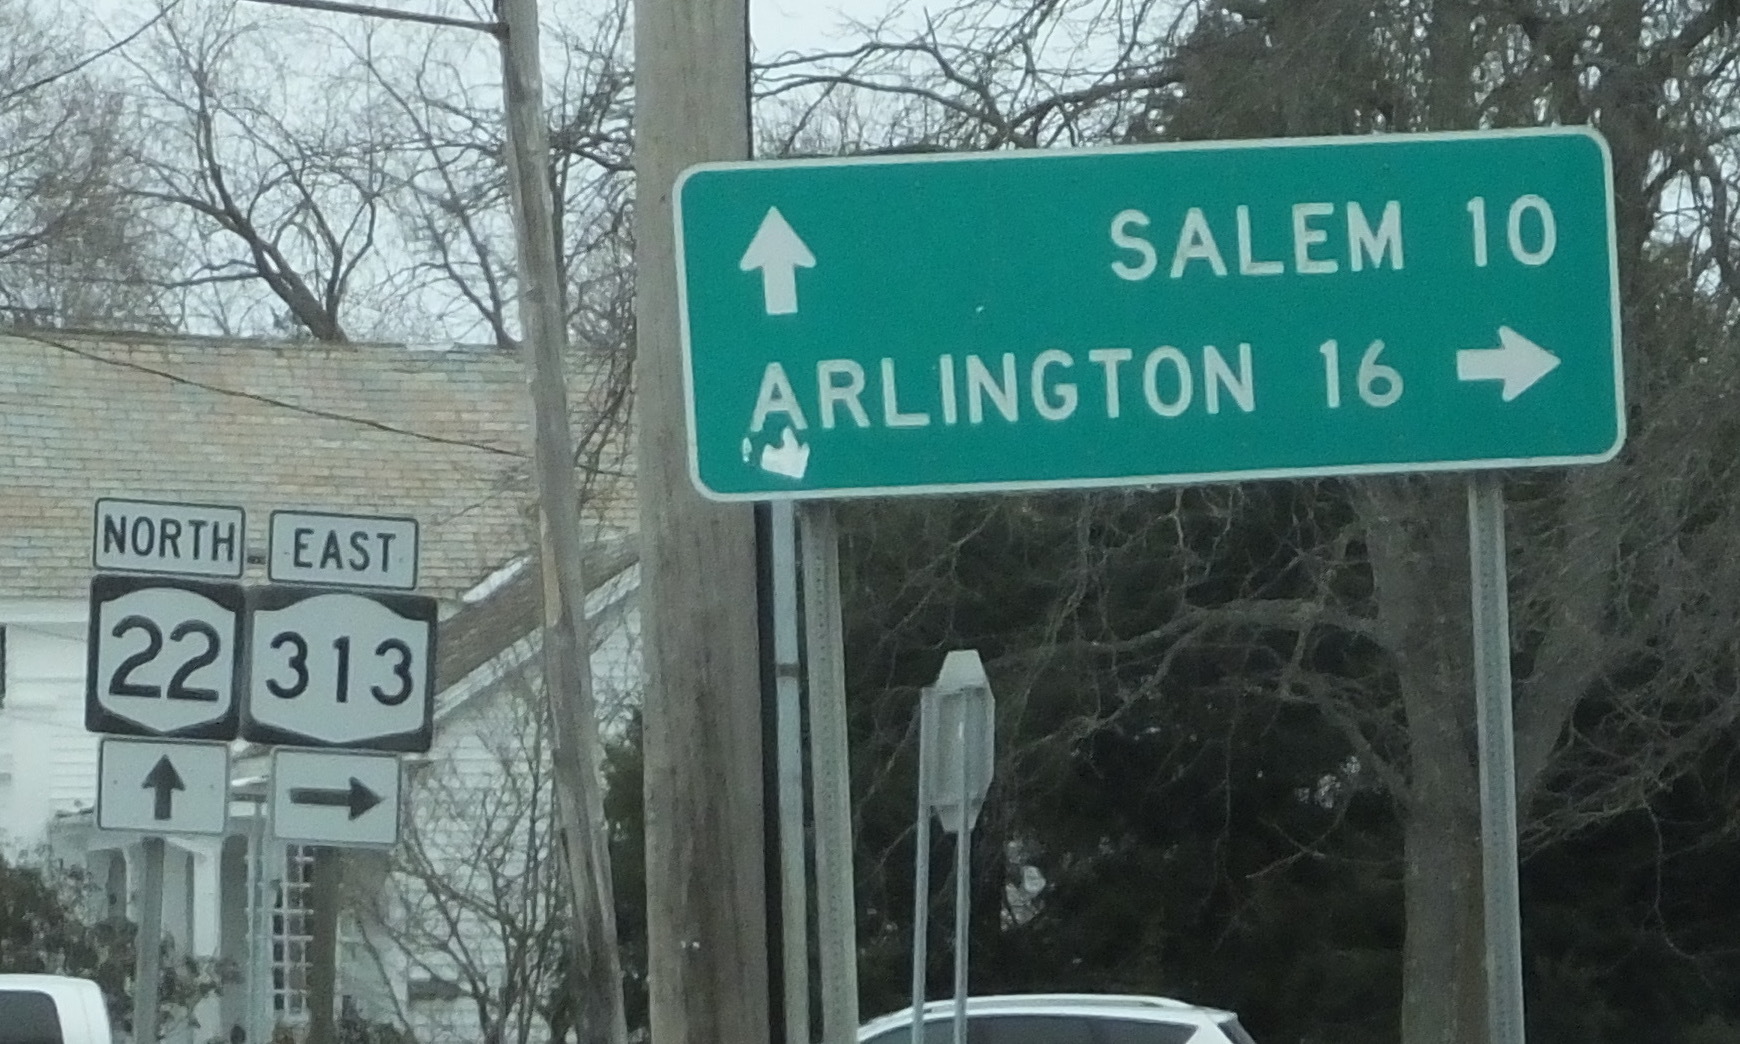 SALEM 10
ARLINGTON 16
NORTH
22
EAST
313